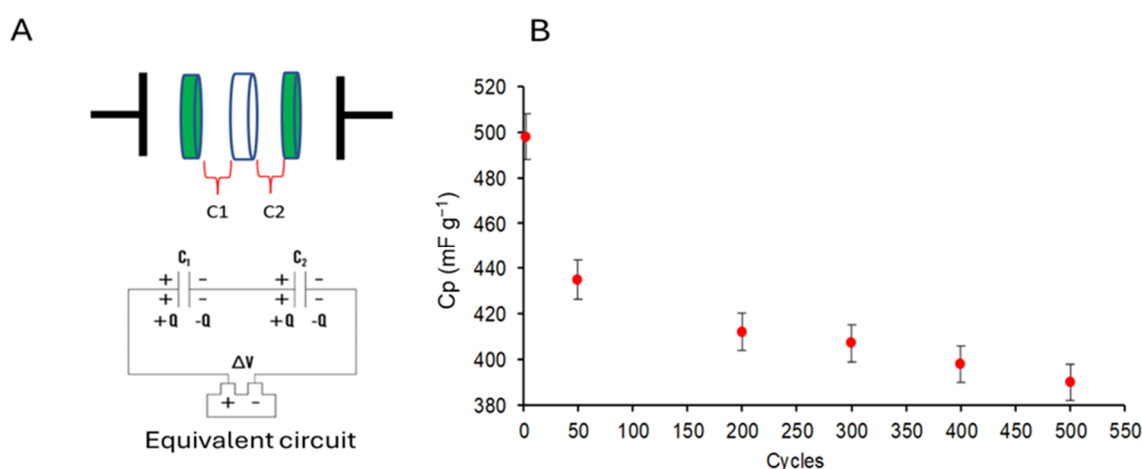 A
C1 C2
C₁ C₂
+ - + -
+ - + -
+Q -Q +Q -Q
ΔV
+ -
Equivalent circuit
B
520
500
480
460
440
420
400
380
Cp (mF g⁻¹)
0 50 100 150 200 250 300 350 400 450 500 550
Cycles